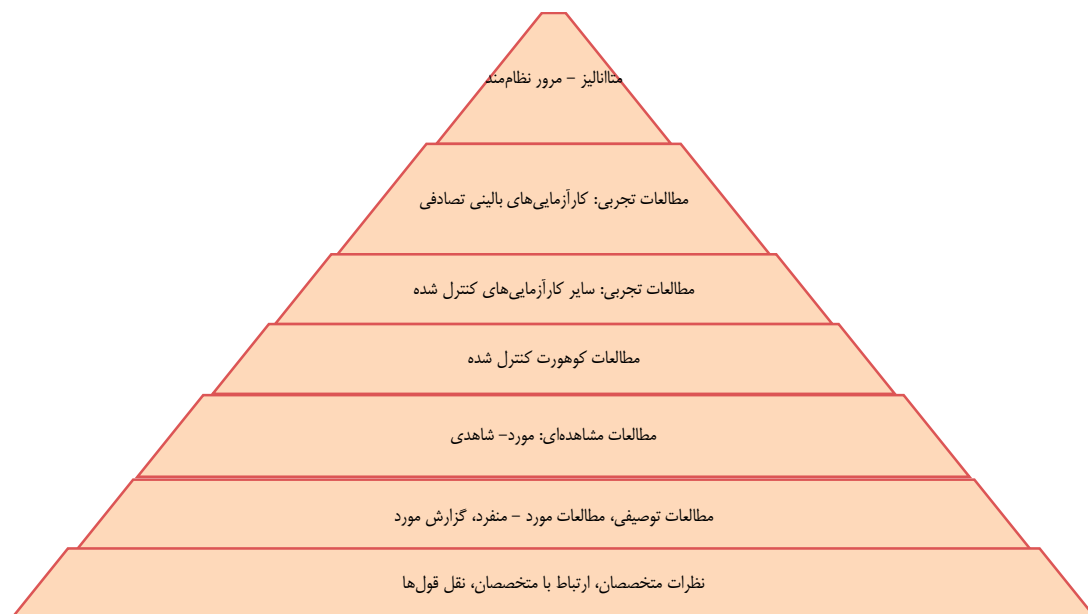 متاانالیز - مرور نظام‌مند
مطالعات تجربی: کارآزمایی‌های بالینی تصادفی
مطالعات تجربی: سایر کارآزمایی‌های کنترل شده
مطالعات کوهورت کنترل شده
مطالعات مشاهده‌ای: مورد- شاهدی
مطالعات توصیفی، مطالعات مورد - منفرد، گزارش مورد
نظرات متخصصان، ارتباط با متخصصان، نقل قول‌ها